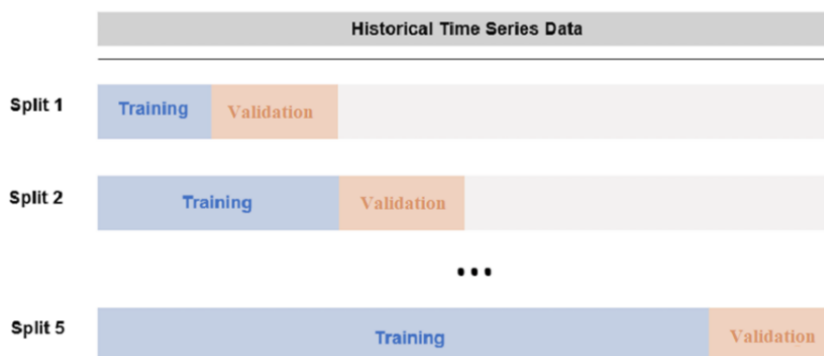 Historical Time Series Data
Split 1 Training Validation
Split 2 Training Validation
...
Split 5 Training Validation